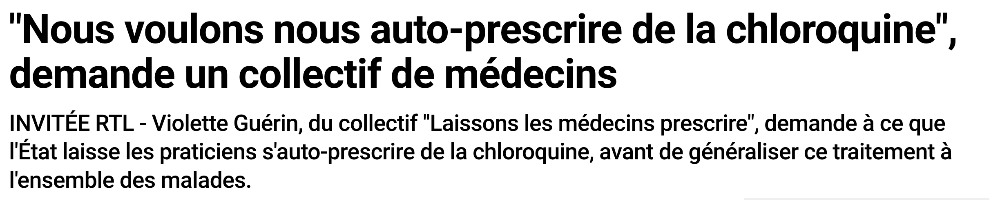 "Nous voulons nous auto-prescrire de la chloroquine",
demande un collectif de médecins
INVITÉE RTL - Violette Guérin, du collectif "Laissons les médecins prescrire", demande à ce que
l'État laisse les praticiens s'auto-prescrire de la chloroquine, avant de généraliser ce traitement à
l'ensemble des malades.